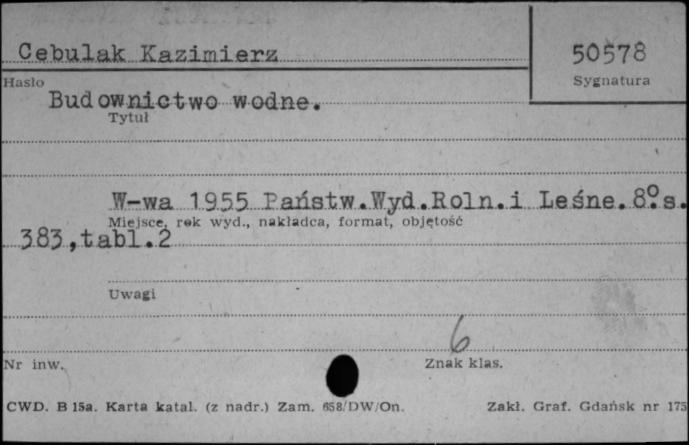 Cebulak Kazimierz
50578
Hasło
Sygnatura
Budownictwo wodne.
Tytuł
W-wa 1955 Państw.Wyd.Roln.i Leśne.8º.s.
Miejsce, rok wyd., nakładca, format, objętość
383,tabl.2
Uwagi
6
Nr inw.
Znak klas.
CWD. B 15a. Karta katal. (z nadr.) Zam. 658/DW/On.
Zakł. Graf. Gdańsk nr 175